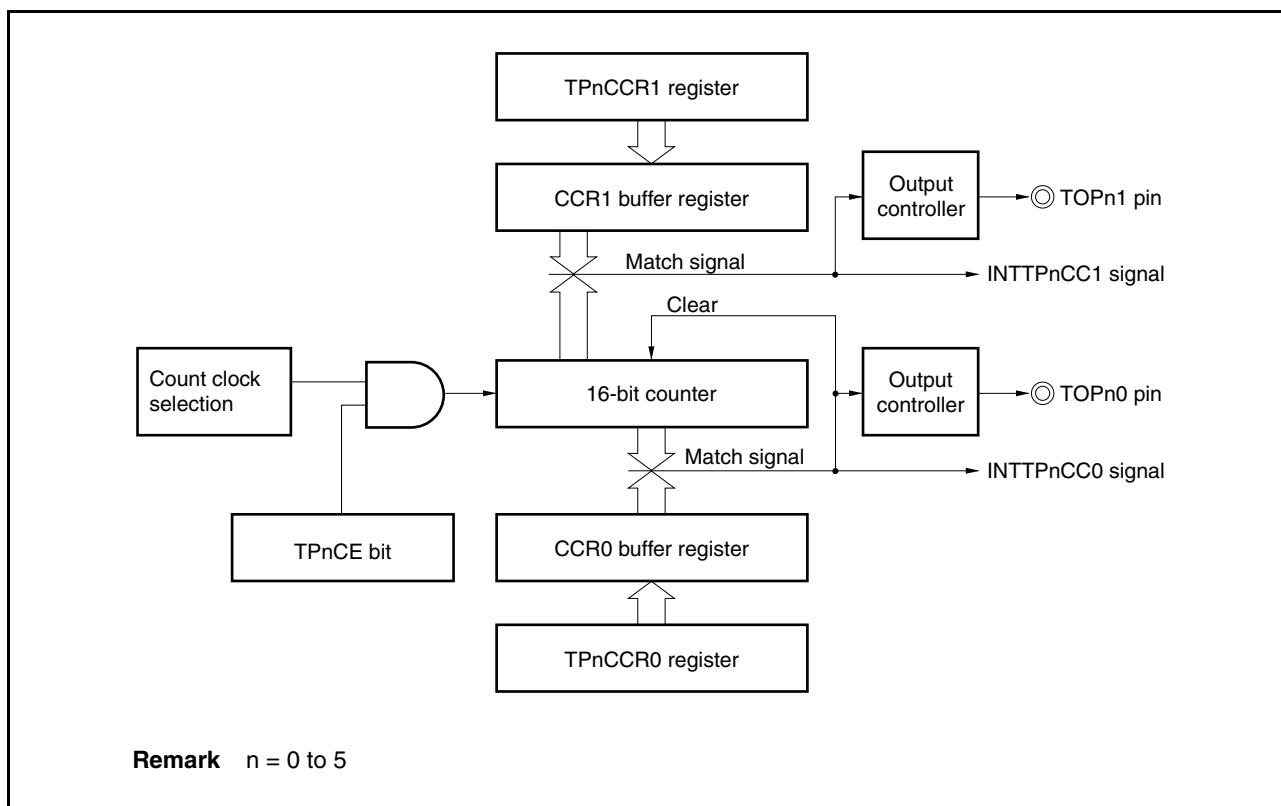 TPnCCR1 register
CCR1 buffer register
Output
controller
TOPn1 pin
Match signal
INTTPnCC1 signal
Clear
Count clock
selection
16-bit counter
Output
controller
TOPn0 pin
Match signal
INTTPnCC0 signal
TPnCE bit
CCR0 buffer register
TPnCCR0 register
Remark n = 0 to 5